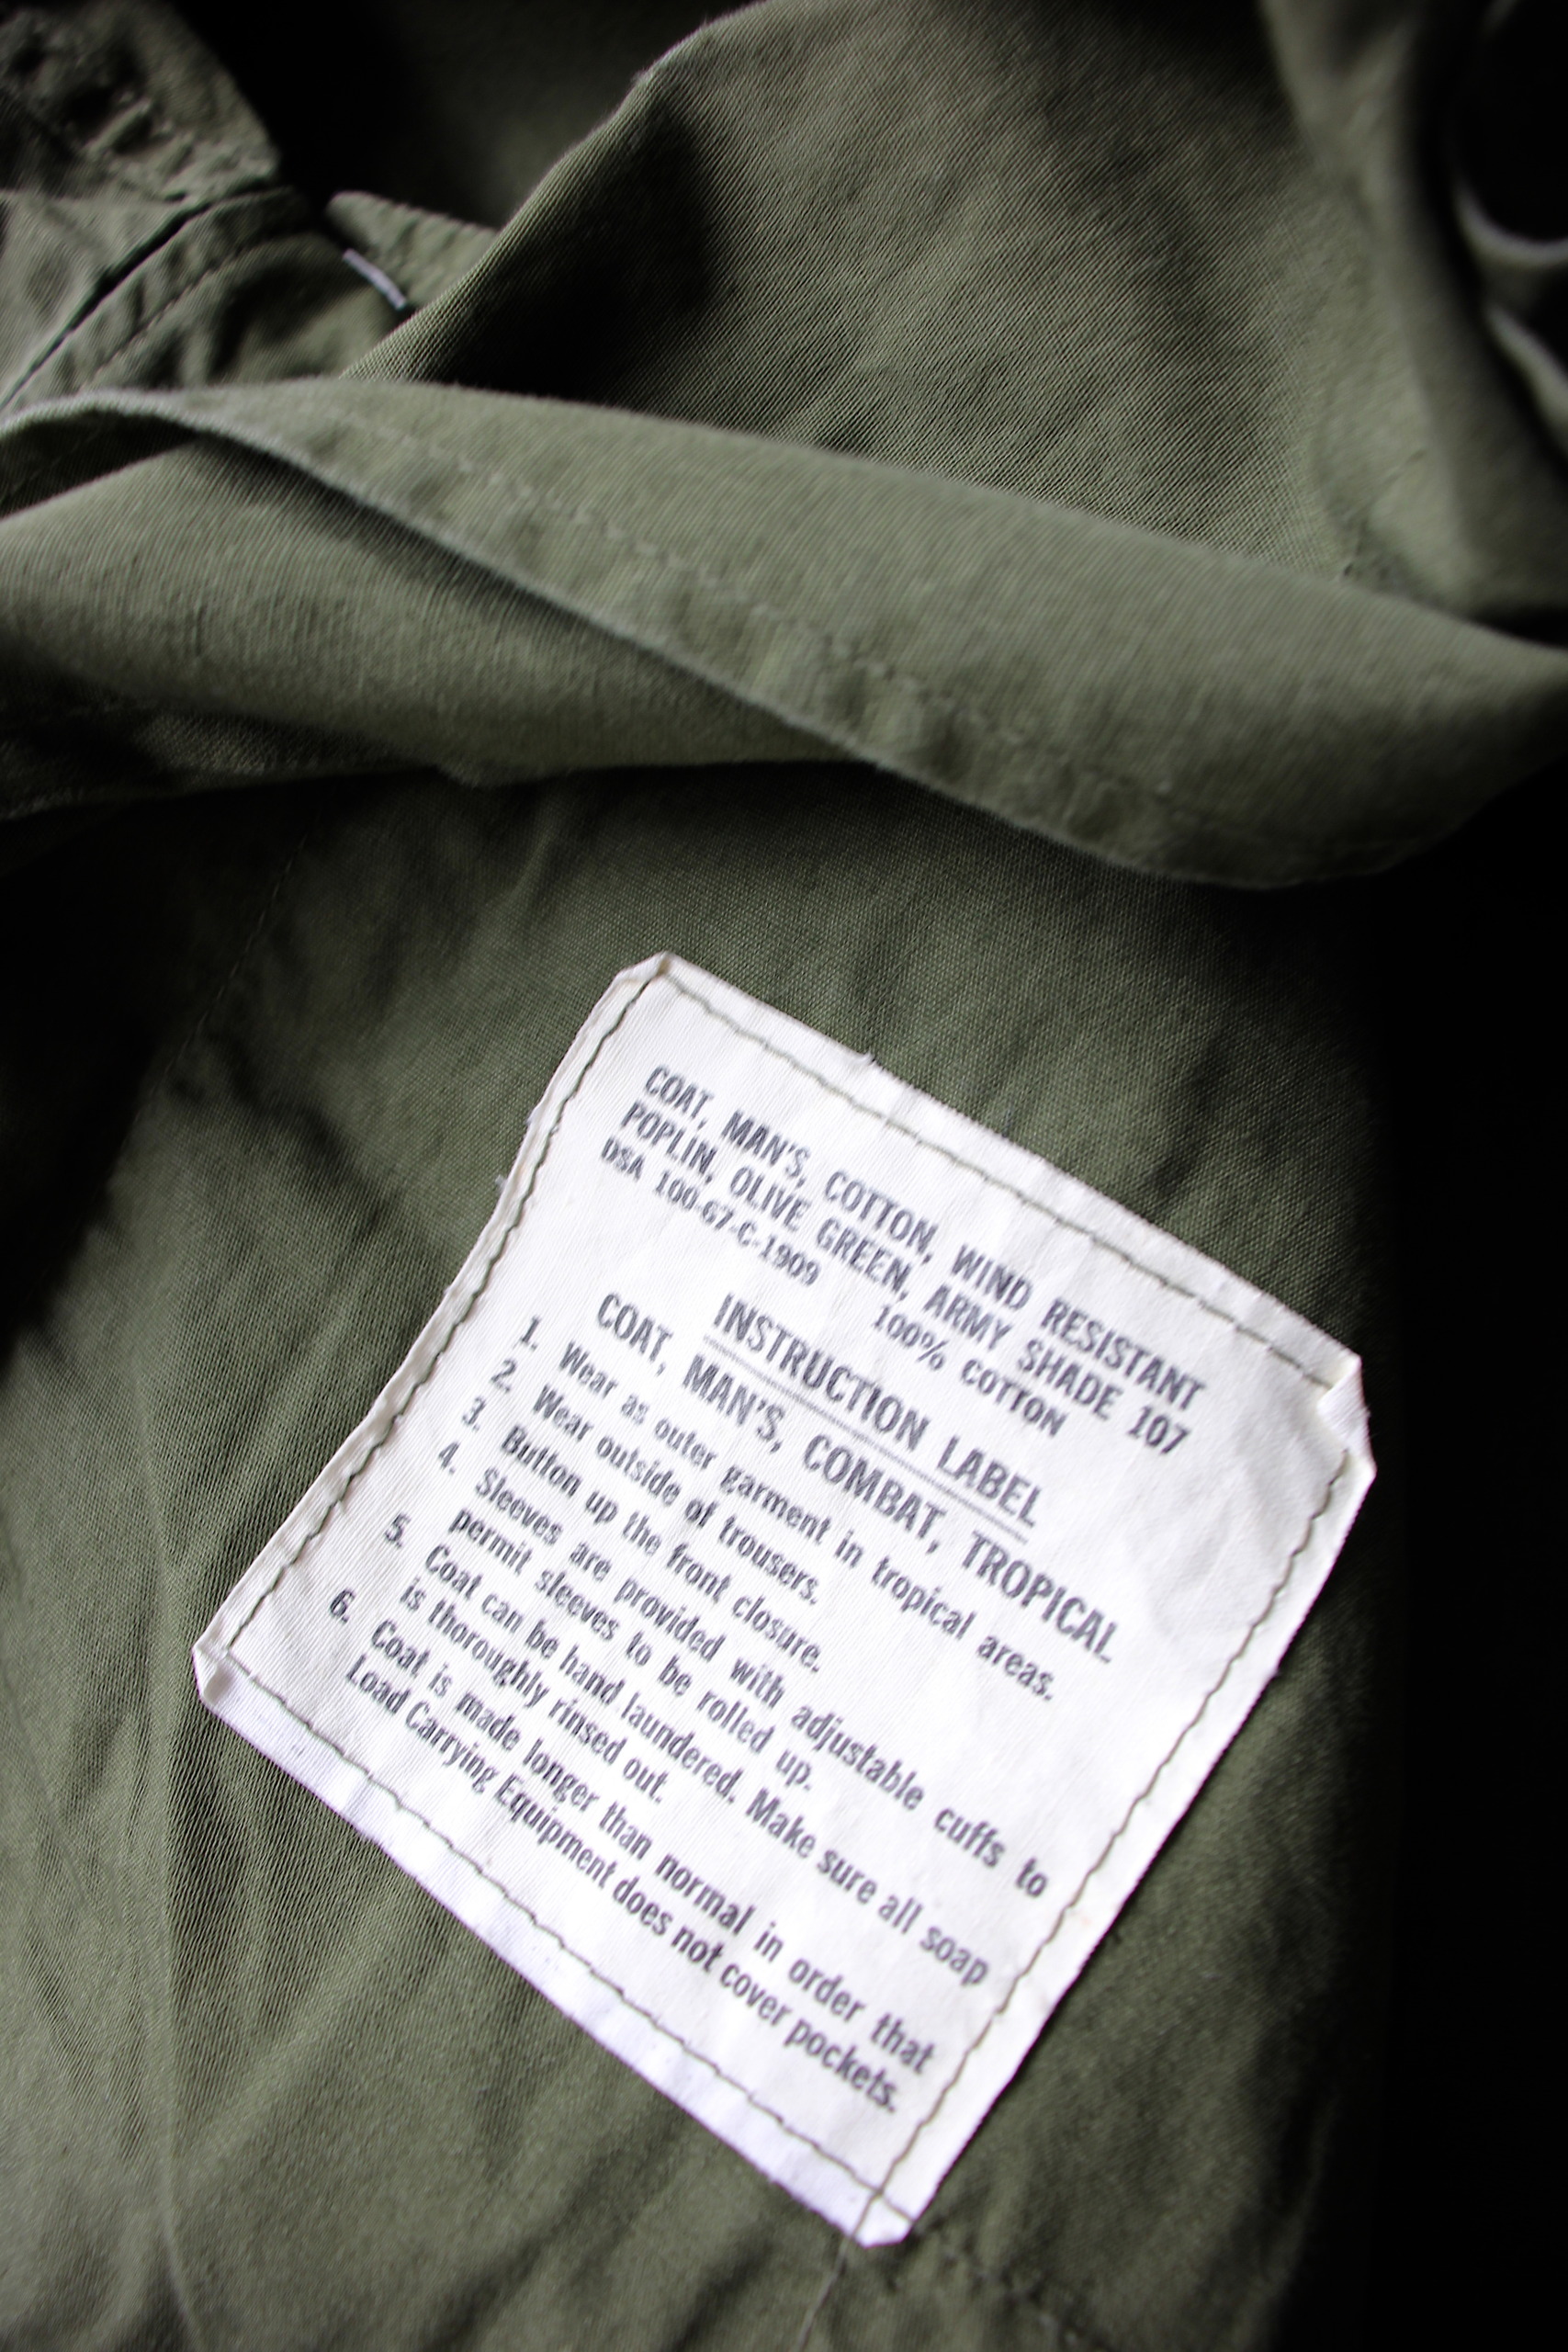 COAT, MAN'S, COTTON, WIND RESISTANT
POPLIN, OLIVE GREEN, ARMY SHADE 107
DSA 100-67-C-1909 100% COTTON
INSTRUCTION LABEL
COAT, MAN'S, COMBAT, TROPICAL
1. Wear as outer garment in tropical areas.
2. Wear outside of trousers.
3. Button up the front closure.
4. Sleeves are provided with adjustable cuffs to
permit sleeves to be rolled up.
5. Coat can be hand laundered. Make sure all soap
is thoroughly rinsed out.
6. Coat is made longer than normal in order that
Load Carrying Equipment does not cover pockets.